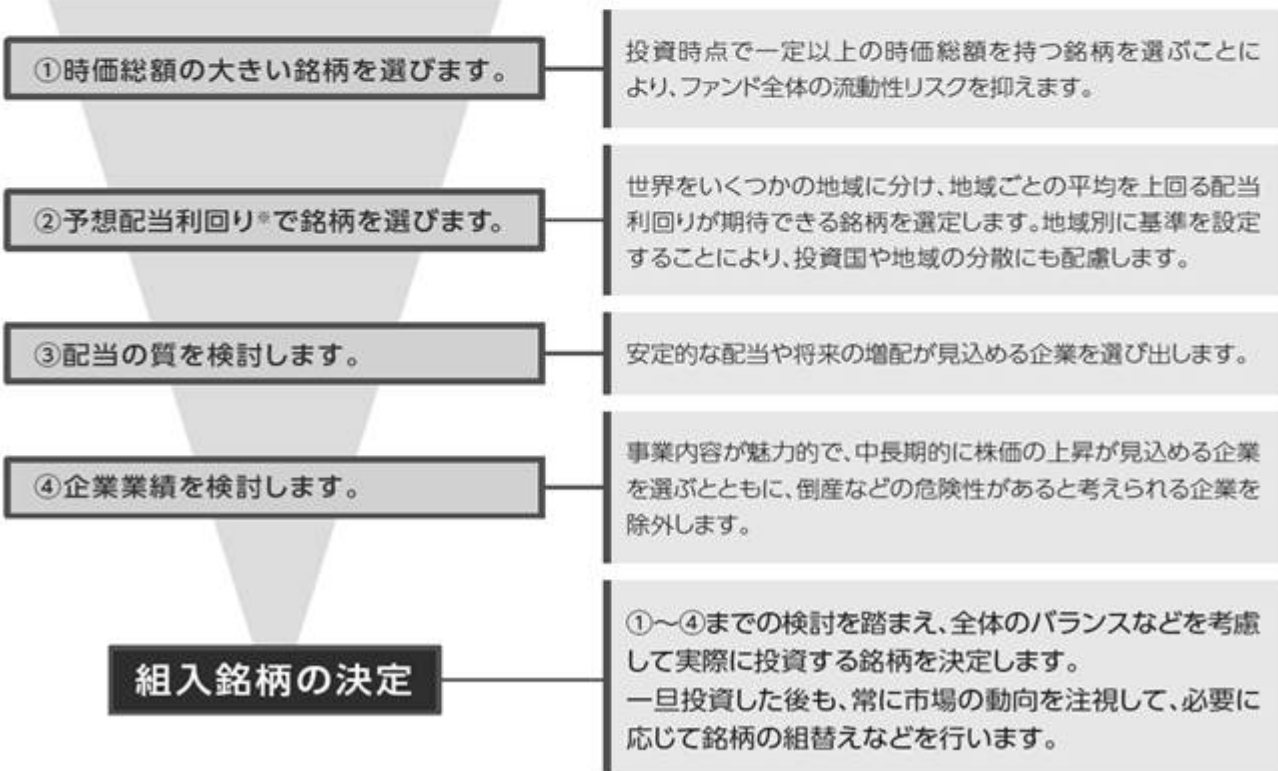 ①時価総額の大きい銘柄を選びます。
投資時点で一定以上の時価総額を持つ銘柄を選ぶことに
より、ファンド全体の流動性リスクを抑えます。
②予想配当利回り※で銘柄を選びます。
世界をいくつかの地域に分け、地域ごとの平均を上回る配当
利回りが期待できる銘柄を選定します。地域別に基準を設定
することにより、投資国や地域の分散にも配慮します。
③配当の質を検討します。
安定的な配当や将来の増配が見込める企業を選び出します。
④企業業績を検討します。
事業内容が魅力的で、中長期的に株価の上昇が見込める企業
を選ぶとともに、倒産などの危険性があると考えられる企業を
除外します。
組入銘柄の決定
①〜④までの検討を踏まえ、全体のバランスなどを考慮
して実際に投資する銘柄を決定します。
一旦投資した後も、常に市場の動向を注視して、必要に
応じて銘柄の組替えなどを行います。